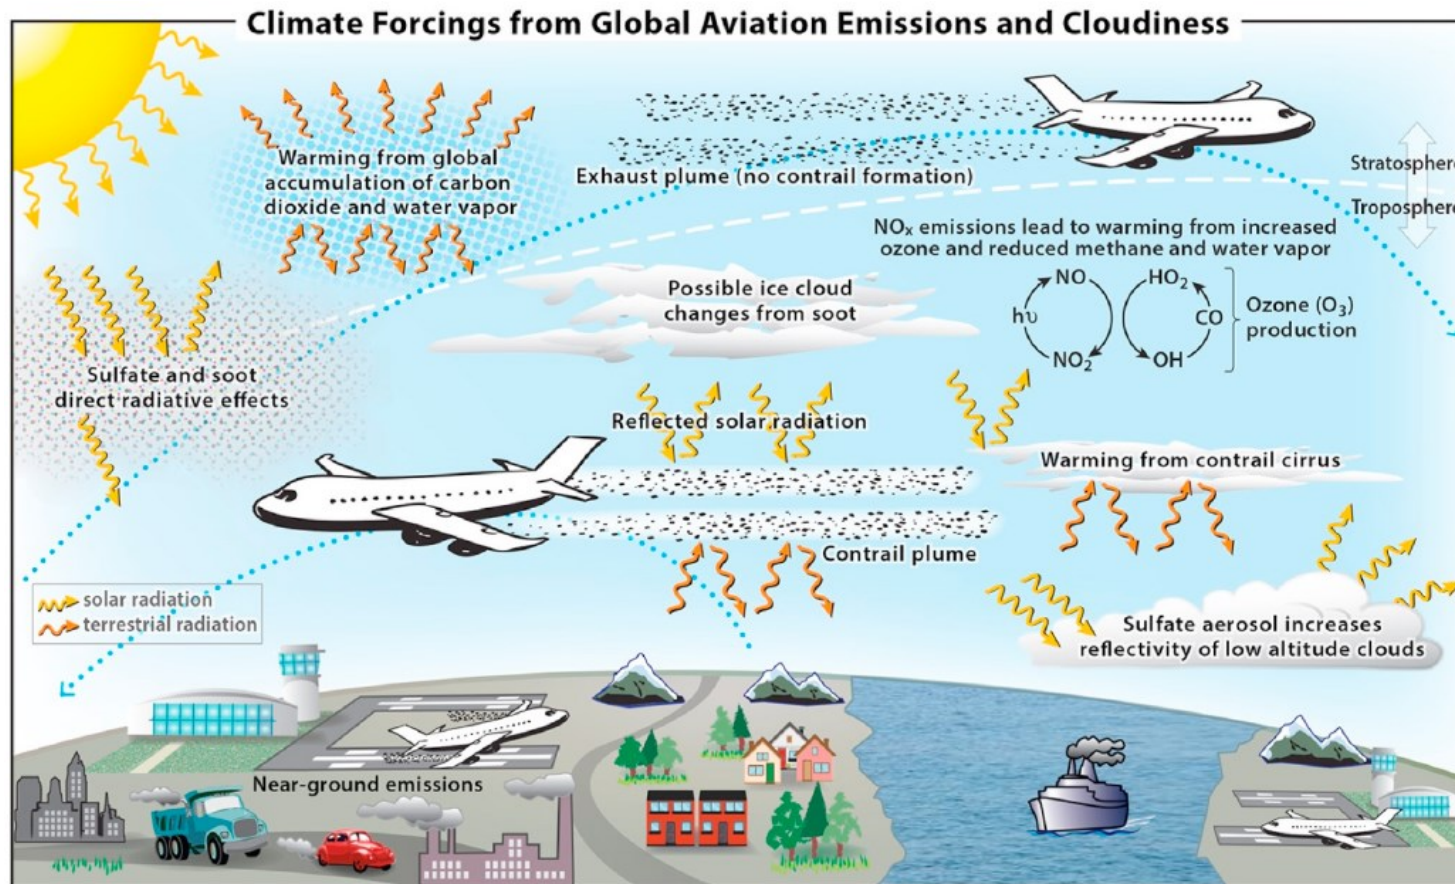 Climate Forcings from Global Aviation Emissions and Cloudiness
Warming from global
accumulation of carbon
dioxide and water vapor
Exhaust plume (no contrail formation)
Stratosphere
Troposphere
NOₓ emissions lead to warming from increased
ozone and reduced methane and water vapor
NO
hυ
NO₂
HO₂
CO
OH
Ozone (O₃)
production
Possible ice cloud
changes from soot
Sulfate and soot
direct radiative effects
Reflected solar radiation
Warming from contrail cirrus
Contrail plume
solar radiation
terrestrial radiation
Sulfate aerosol increases
reflectivity of low altitude clouds
Near-ground emissions